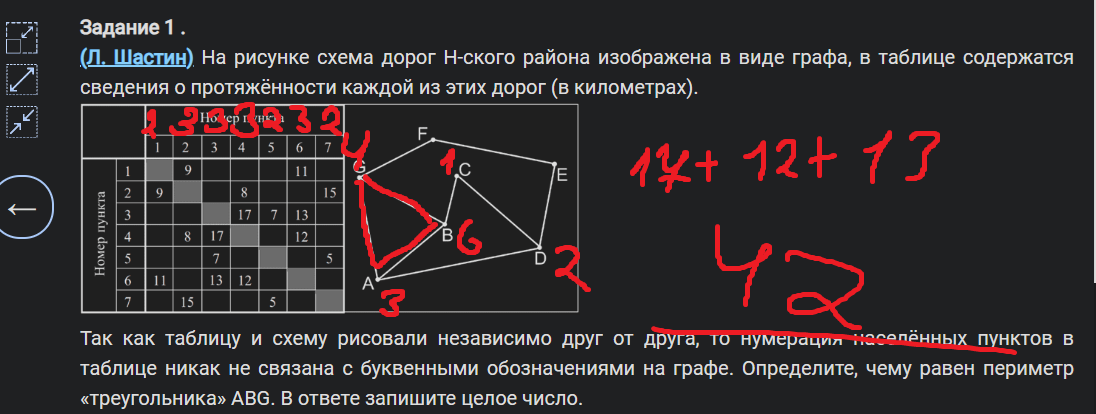 Задание 1 .
(Л. Шастин) На рисунке схема дорог Н-ского района изображена в виде графа, в таблице содержатся
сведения о протяжённости каждой из этих дорог (в километрах).
Номер пункта
1 3 3 3 2 3 2
1 2 3 4 5 6 7
Номер пункта
1 9 11
2 9 8 15
3 17 7 13
4 8 17 12
5 7 5
6 11 13 12
7 15 5
F
4
G
1
C
E
B
6
D
2
A
3
17+ 12+ 13
42
Так как таблицу и схему рисовали независимо друг от друга, то нумерация населённых пунктов в
таблице никак не связана с буквенными обозначениями на графе. Определите, чему равен периметр
«треугольника» ABG. В ответе запишите целое число.